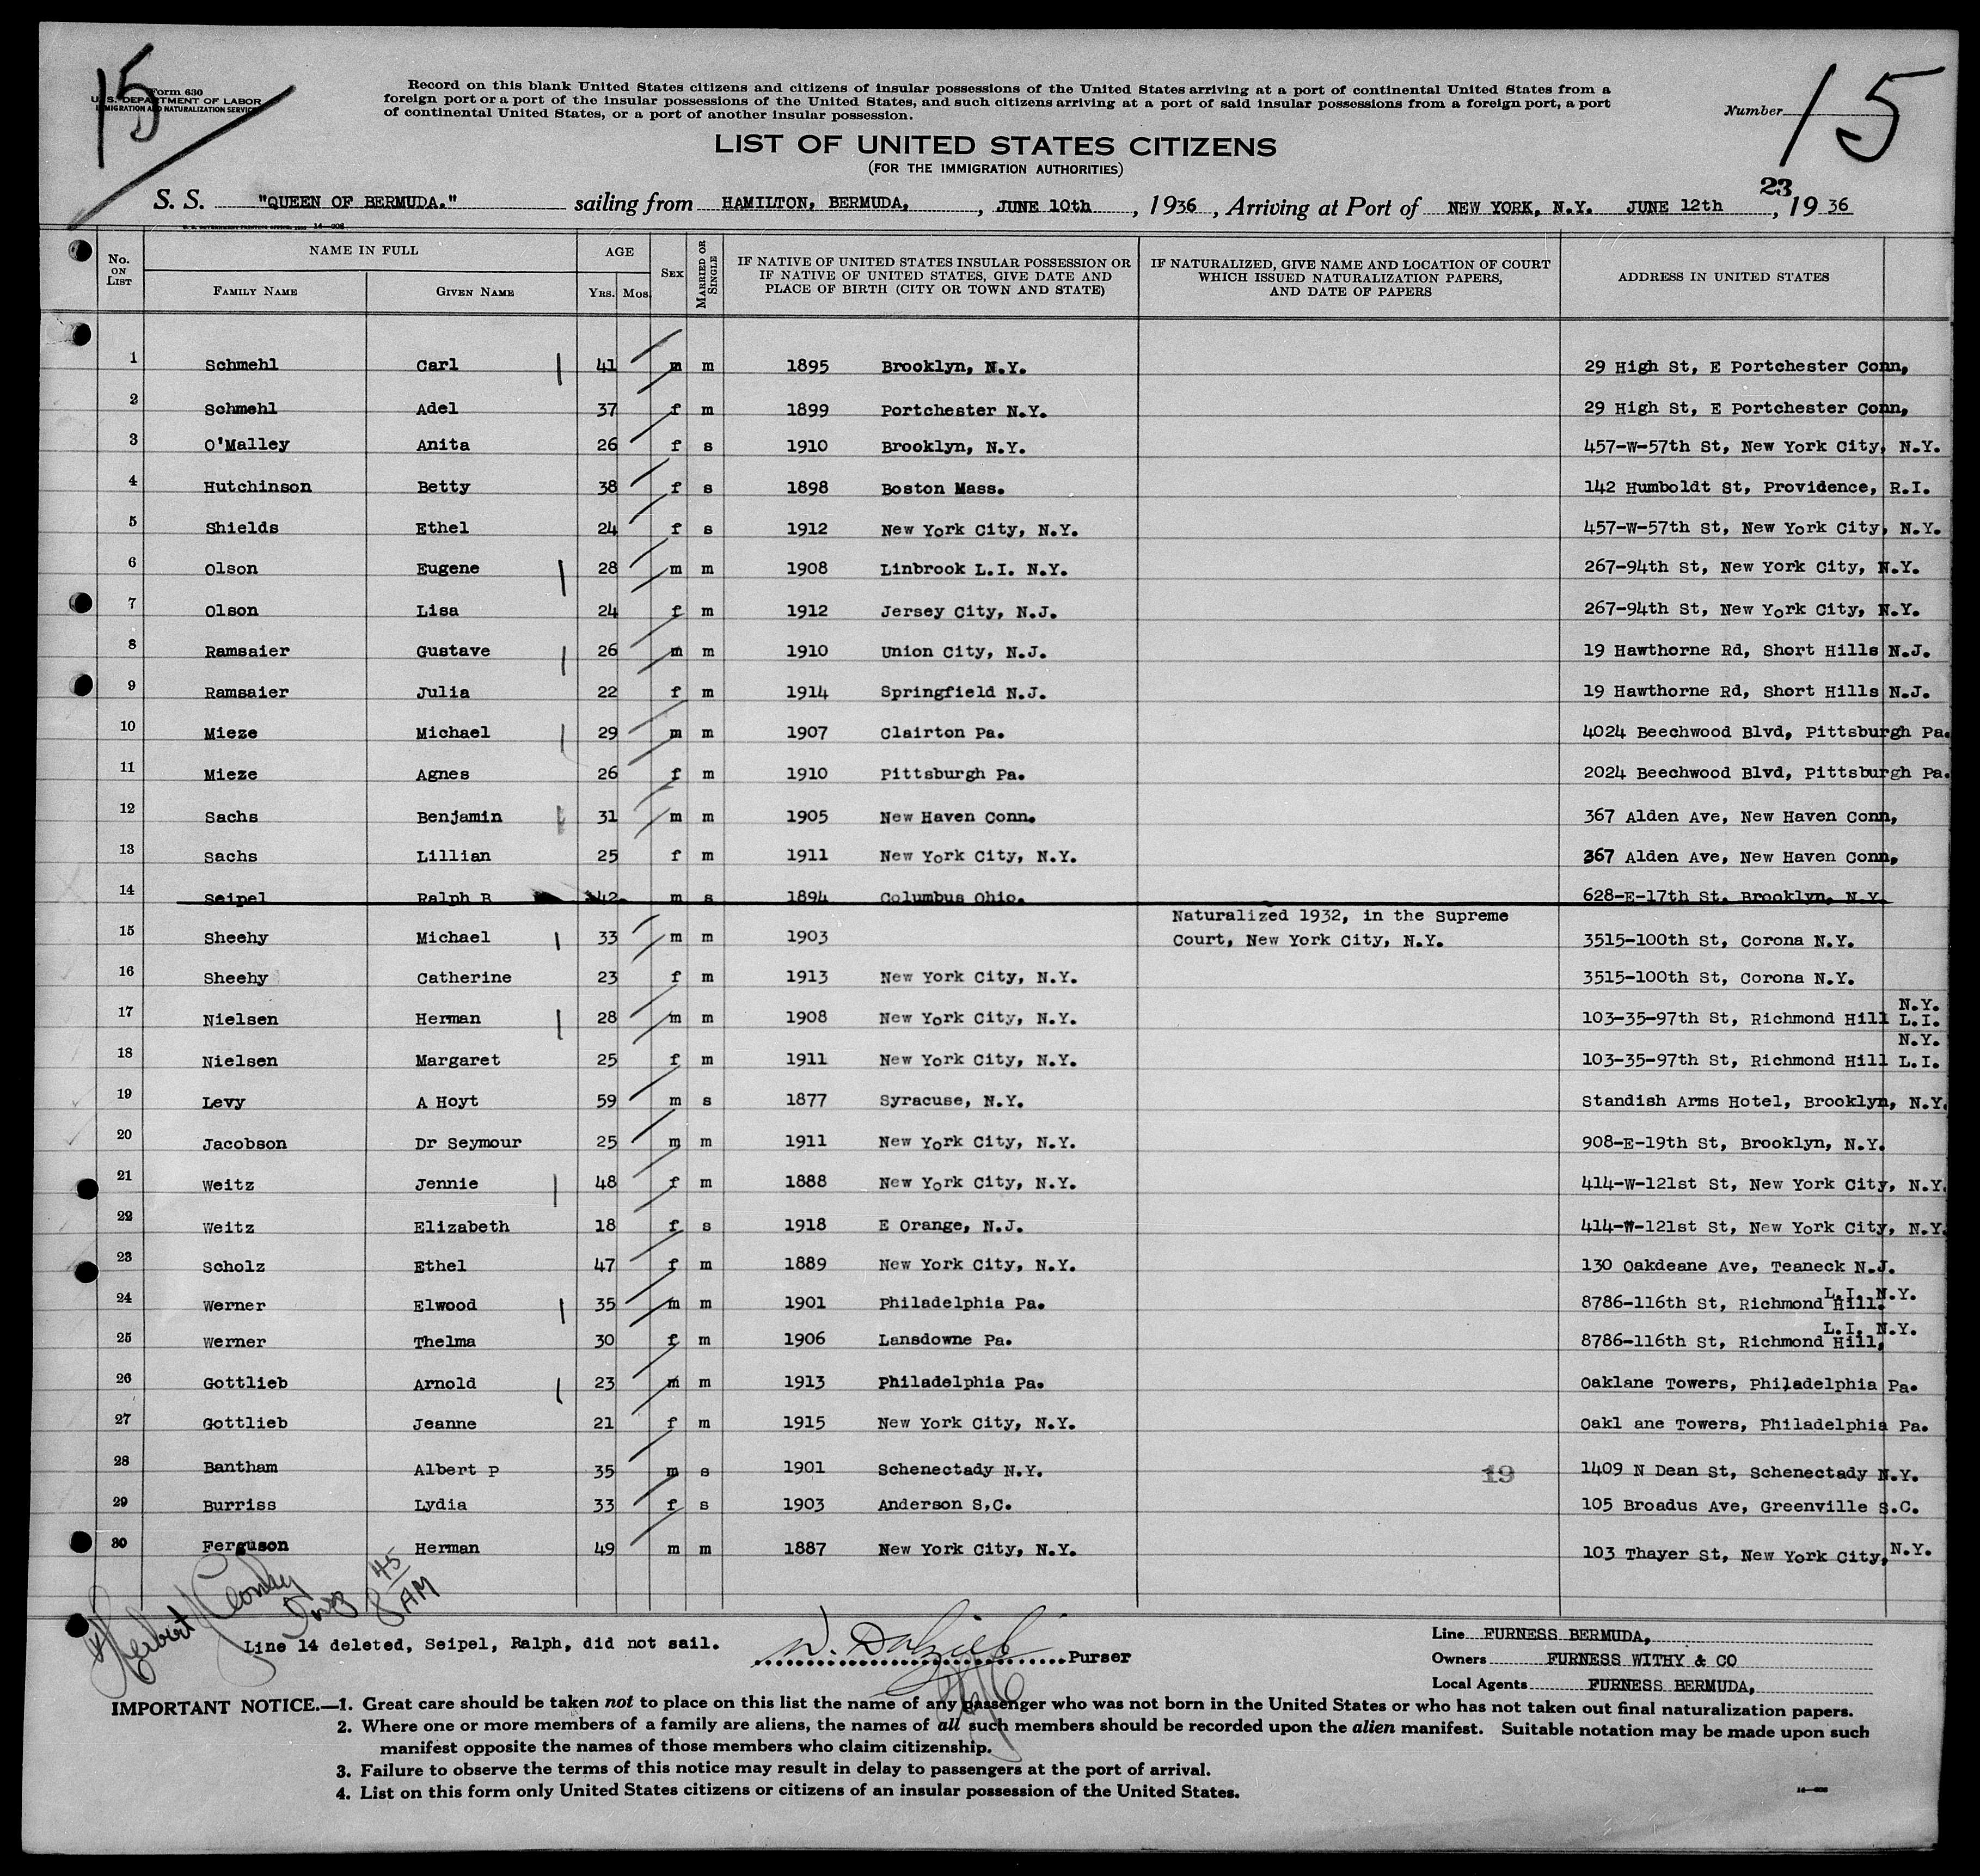 15
Form 630
U. S. DEPARTMENT OF LABOR
IMMIGRATION AND NATURALIZATION SERVICE
Record on this blank United States citizens and citizens of insular possessions of the United States arriving at a port of continental United States from a
foreign port or a port of the insular possessions of the United States, and such citizens arriving at a port of said insular possessions from a foreign port, a port
of continental United States, or a port of another insular possession.
Number 15
LIST OF UNITED STATES CITIZENS
(FOR THE IMMIGRATION AUTHORITIES)
23
S. S. "QUEEN OF BERMUDA." sailing from HAMILTON, BERMUDA, , JUNE 10th , 1936 , Arriving at Port of NEW YORK, N.Y. JUNE 12th , 19 36
No. ON LIST NAME IN FULL AGE SEX MARRIED OR SINGLE IF NATIVE OF UNITED STATES INSULAR POSSESSION OR IF NATIVE OF UNITED STATES, GIVE DATE AND PLACE OF BIRTH (CITY OR TOWN AND STATE) IF NATURALIZED, GIVE NAME AND LOCATION OF COURT WHICH ISSUED NATURALIZATION PAPERS, AND DATE OF PAPERS ADDRESS IN UNITED STATES
FAMILY NAME GIVEN NAME YRS. MOS.
1 Schmehl Carl 41 m m 1895 Brooklyn, N.Y. 29 High St, E Portchester Conn,
2 Schmehl Adel 37 f m 1899 Portchester N.Y. 29 High St, E Portchester Conn,
3 O'Malley Anita 26 f s 1910 Brooklyn, N.Y. 457-W-57th St, New York City, N.Y.
4 Hutchinson Betty 38 f s 1898 Boston Mass. 142 Humboldt St, Providence, R.I.
5 Shields Ethel 24 f s 1912 New York City, N.Y. 457-W-57th St, New York City, N.Y.
6 Olson Eugene 28 m m 1908 Linbrook L.I. N.Y. 267-94th St, New York City, N.Y.
7 Olson Lisa 24 f m 1912 Jersey City, N.J. 267-94th St, New York City, N.Y.
8 Ramsaier Gustave 26 m m 1910 Union City, N.J. 19 Hawthorne Rd, Short Hills N.J.
9 Ramsaier Julia 22 f m 1914 Springfield N.J. 19 Hawthorne Rd, Short Hills N.J.
10 Mieze Michael 29 m m 1907 Clairton Pa. 4024 Beechwood Blvd, Pittsburgh Pa.
11 Mieze Agnes 26 f m 1910 Pittsburgh Pa. 2024 Beechwood Blvd, Pittsburgh Pa.
12 Sachs Benjamin 31 m m 1905 New Haven Conn. 367 Alden Ave, New Haven Conn,
13 Sachs Lillian 25 f m 1911 New York City, N.Y. 367 Alden Ave, New Haven Conn,
14 Seipel Ralph B 42 m s 1894 Columbus Ohio. 628-E-17th St, Brooklyn, N.Y.
Naturalized 1932, in the Supreme
15 Sheehy Michael 33 m m 1903 Court, New York City, N.Y. 3515-100th St, Corona N.Y.
16 Sheehy Catherine 23 f m 1913 New York City, N.Y. 3515-100th St, Corona N.Y.
N.Y.
17 Nielsen Herman 28 m m 1908 New York City, N.Y. 103-35-97th St, Richmond Hill L.I.
N.Y.
18 Nielsen Margaret 25 f m 1911 New York City, N.Y. 103-35-97th St, Richmond Hill L.I.
19 Levy A Hoyt 59 m s 1877 Syracuse, N.Y. Standish Arms Hotel, Brooklyn, N.Y.
20 Jacobson Dr Seymour 25 m m 1911 New York City, N.Y. 908-E-19th St, Brooklyn, N.Y.
21 Weitz Jennie 48 f m 1888 New York City, N.Y. 414-W-121st St, New York City, N.Y.
22 Weitz Elizabeth 18 f s 1918 E Orange, N.J. 414-W-121st St, New York City, N.Y.
23 Scholz Ethel 47 f m 1889 New York City, N.Y. 130 Oakdeane Ave, Teaneck N.J.
L.I. N.Y.
24 Werner Elwood 35 m m 1901 Philadelphia Pa. 8786-116th St, Richmond Hill.
L.I. N.Y.
25 Werner Thelma 30 f m 1906 Lansdowne Pa. 8786-116th St, Richmond Hill,
26 Gottlieb Arnold 23 m m 1913 Philadelphia Pa. Oaklane Towers, Philadelphia Pa.
27 Gottlieb Jeanne 21 f m 1915 New York City, N.Y. Oakl ane Towers, Philadelphia Pa.
28 Bantham Albert P 35 m s 1901 Schenectady N.Y. 19 1409 N Dean St, Schenectady N.Y.
29 Burriss Lydia 33 f s 1903 Anderson S,C. 105 Broadus Ave, Greenville S.C.
30 Ferguson Herman 49 m m 1887 New York City, N.Y. 103 Thayer St, New York City, N.Y.
Herbert
8 45 AM
Line 14 deleted, Seipel, Ralph, did not sail.
Purser
Line FURNESS BERMUDA,
Owners FURNESS WITHY & CO
Local Agents FURNESS BERMUDA,
IMPORTANT NOTICE.—1. Great care should be taken not to place on this list the name of any passenger who was not born in the United States or who has not taken out final naturalization papers.
2. Where one or more members of a family are aliens, the names of all such members should be recorded upon the alien manifest. Suitable notation may be made upon such
manifest opposite the names of those members who claim citizenship.
3. Failure to observe the terms of this notice may result in delay to passengers at the port of arrival.
4. List on this form only United States citizens or citizens of an insular possession of the United States.